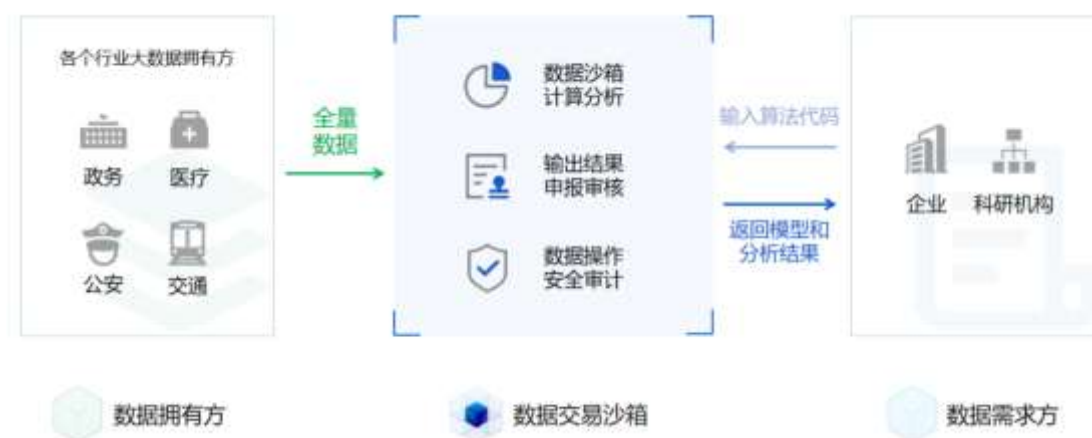 各个行业大数据拥有方
政务
医疗
公安
交通
全量
数据
数据沙箱
计算分析
输出结果
申报审核
数据操作
安全审计
输入算法代码
返回模型和
分析结果
企业
科研机构
数据拥有方
数据交易沙箱
数据需求方